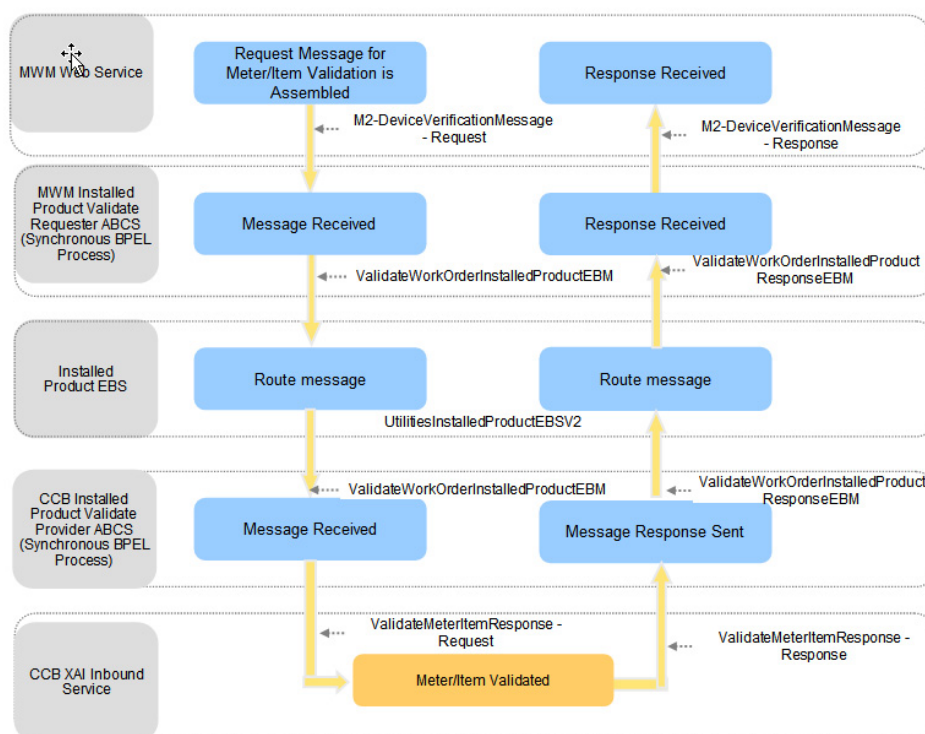 MWM Web Service
Request Message for
Meter/Item Validation is
Assembled
Response Received
M2-DeviceVerificationMessage
- Request
M2-DeviceVerificationMessage
- Response
MWM Installed
Product Validate
Requester ABCS
(Synchronous BPEL
Process)
Message Received
Response Received
ValidateWorkOrderInstalledProductEBM
ValidateWorkOrderInstalledProduct
ResponseEBM
Installed
Product EBS
Route message
Route message
UtilitiesInstalledProductEBSV2
CCB Installed
Product Validate
Provider ABCS
(Synchronous BPEL
Process)
ValidateWorkOrderInstalledProductEBM
ValidateWorkOrderInstalledProduct
ResponseEBM
Message Received
Message Response Sent
CCB XAI Inbound
Service
ValidateMeterItemResponse -
Request
ValidateMeterItemResponse -
Response
Meter/Item Validated